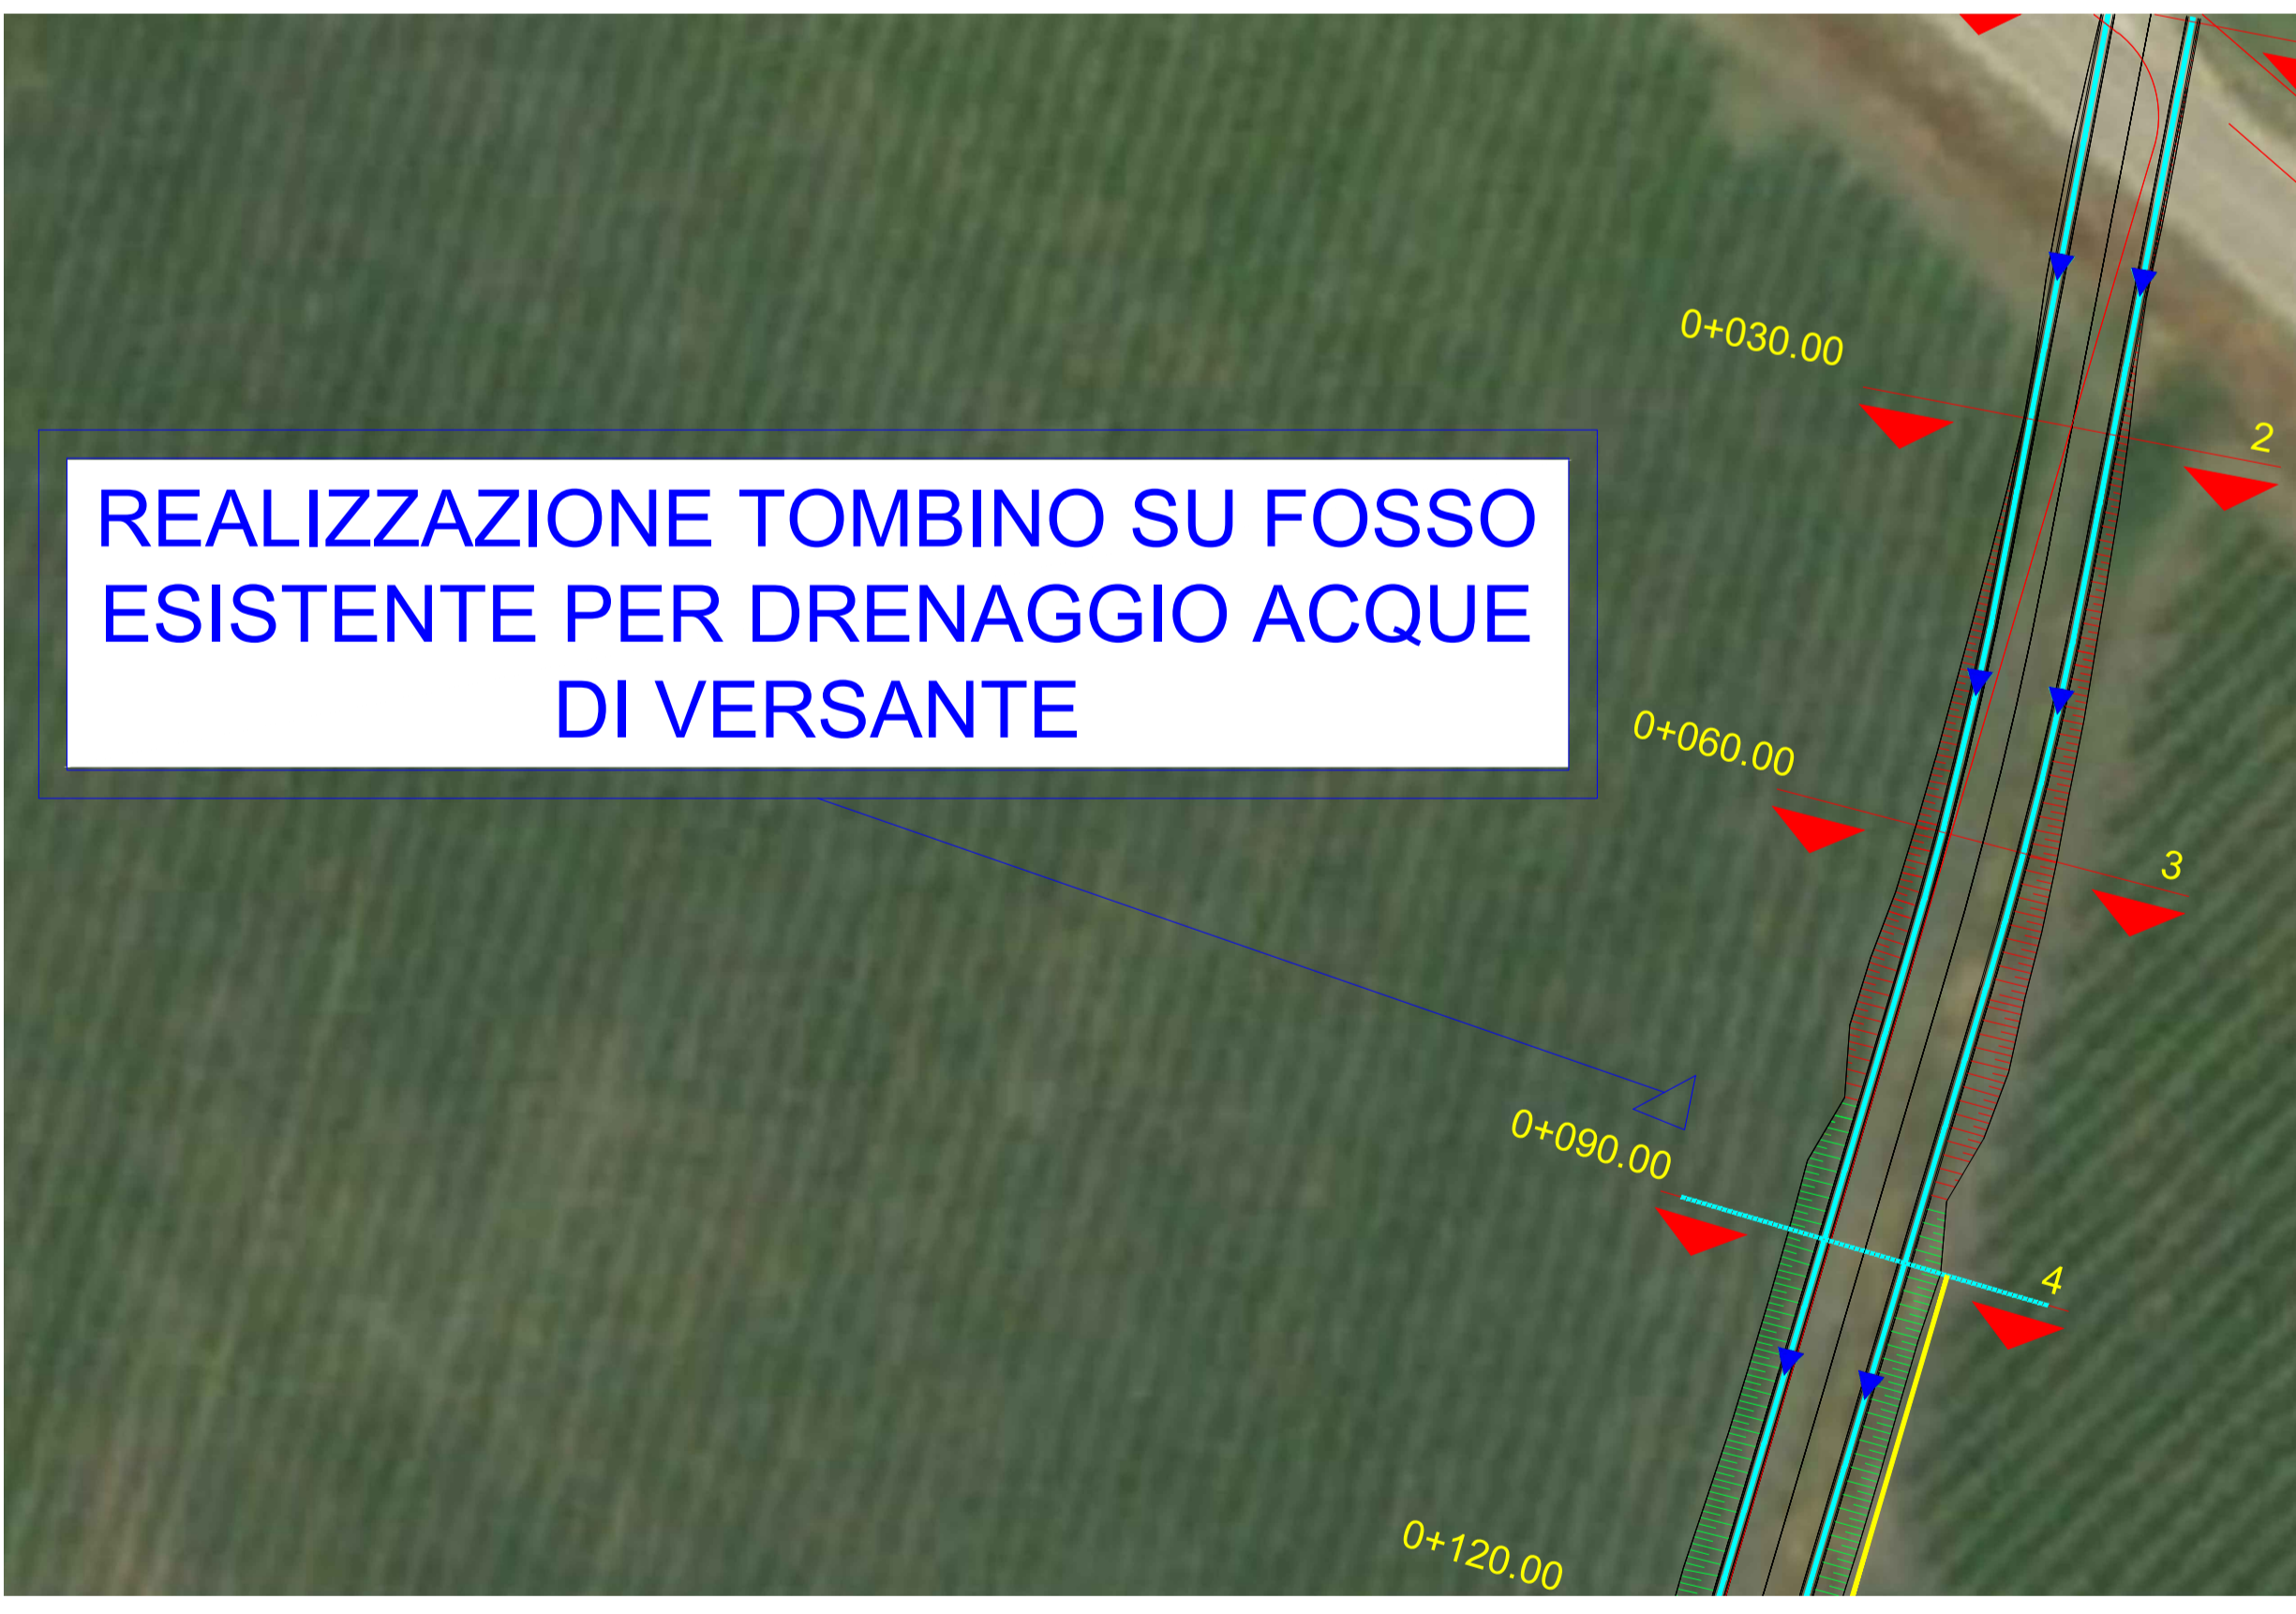 0+030.00
2
REALIZZAZIONE TOMBINO SU FOSSO
ESISTENTE PER DRENAGGIO ACQUE
DI VERSANTE
0+060.00
3
0+090.00
4
0+120.00